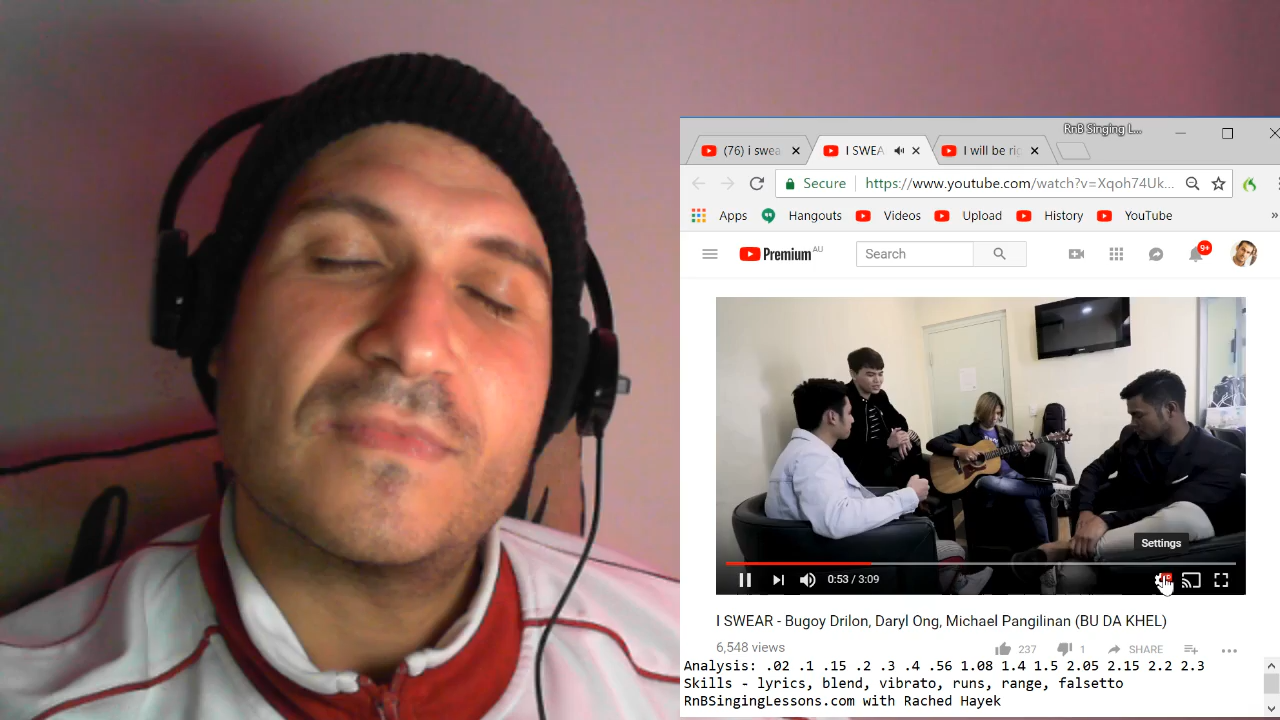 RnB Singing L...
(76) i swea
I SWEA
I will be rig
Secure https://www.youtube.com/watch?v=Xqoh74Uk...
Apps Hangouts Videos Upload History YouTube
Premium AU
Search
9+
Settings
0:53 / 3:09
I SWEAR - Bugoy Drilon, Daryl Ong, Michael Pangilinan (BU DA KHEL)
6,548 views
237 1 SHARE
Analysis: .02 .1 .15 .2 .3 .4 .56 1.08 1.4 1.5 2.05 2.15 2.2 2.3
Skills - lyrics, blend, vibrato, runs, range, falsetto
RnBSingingLessons.com with Rached Hayek